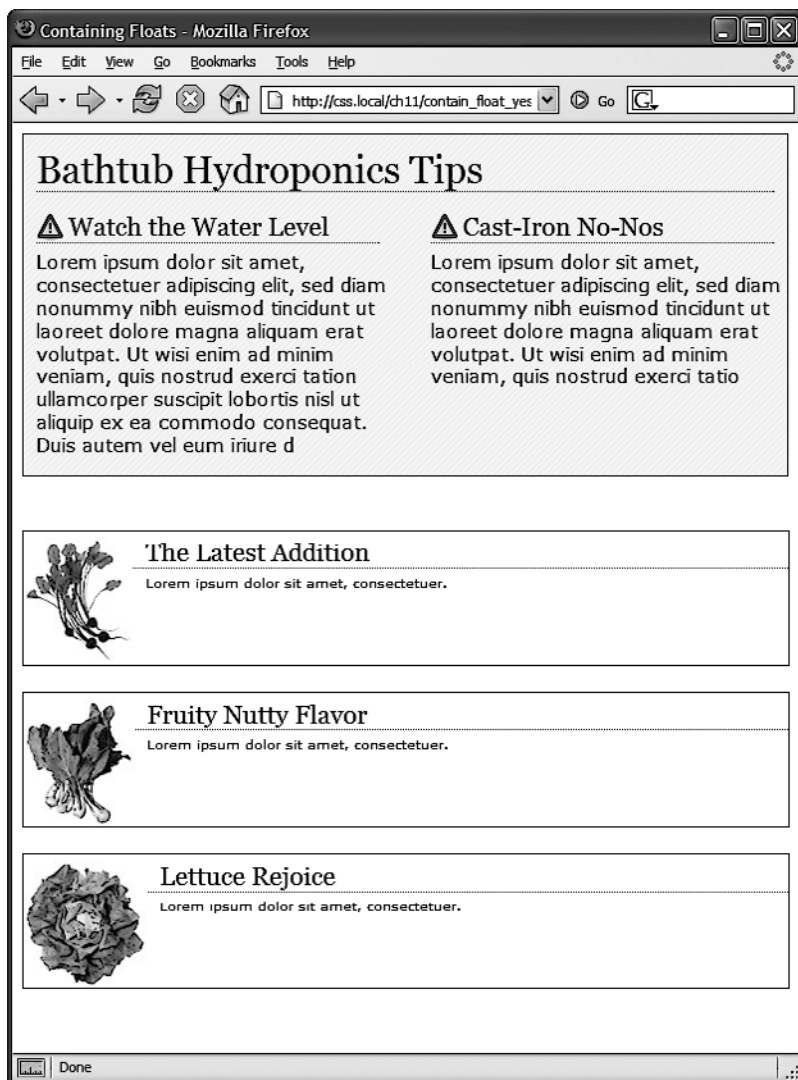 Containing Floats - Mozilla Firefox
File Edit View Go Bookmarks Tools Help
http://css.local/ch11/contain_float_yes
Go
G
Bathtub Hydroponics Tips
Watch the Water Level
Lorem ipsum dolor sit amet,
consectetuer adipiscing elit, sed diam
nonummy nibh euismod tincidunt ut
laoreet dolore magna aliquam erat
volutpat. Ut wisi enim ad minim
veniam, quis nostrud exerci tation
ullamcorper suscipit lobortis nisl ut
aliquip ex ea commodo consequat.
Duis autem vel eum iriure d
Cast-Iron No-Nos
Lorem ipsum dolor sit amet,
consectetuer adipiscing elit, sed diam
nonummy nibh euismod tincidunt ut
laoreet dolore magna aliquam erat
volutpat. Ut wisi enim ad minim
veniam, quis nostrud exerci tatio
The Latest Addition
Lorem ipsum dolor sit amet, consectetuer.
Fruity Nutty Flavor
Lorem ipsum dolor sit amet, consectetuer.
Lettuce Rejoice
Lorem ipsum dolor sit amet, consectetuer.
Done